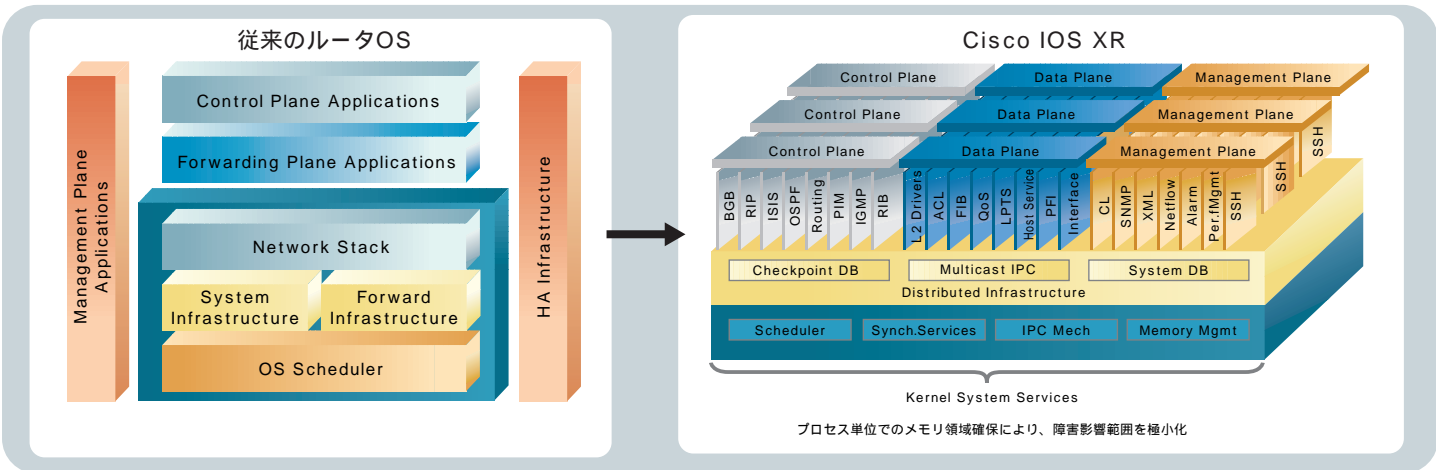 従来のルータOS
Management Plane
Applications
Control Plane Applications
Forwarding Plane Applications
Network Stack
System
Infrastructure
Forward
Infrastructure
OS Scheduler
HA Infrastructure
Cisco IOS XR
Control Plane
Data Plane
Management Plane
Control Plane
Data Plane
Management Plane
SSH
Control Plane
Data Plane
Management Plane
SSH
BGB
RIP
ISIS
OSPF
Routing
PIM
IGMP
RIB
L2 Drivers
ACL
FIB
QoS
LPTS
Host Service
PFI
Interface
CL
SNMP
XML
Netflow
Alarm
Per.fMgmt
SSH
Checkpoint DB
Multicast IPC
System DB
Distributed Infrastructure
Scheduler
Synch.Services
IPC Mech
Memory Mgmt
Kernel System Services
プロセス単位でのメモリ領域確保により、障害影響範囲を極小化